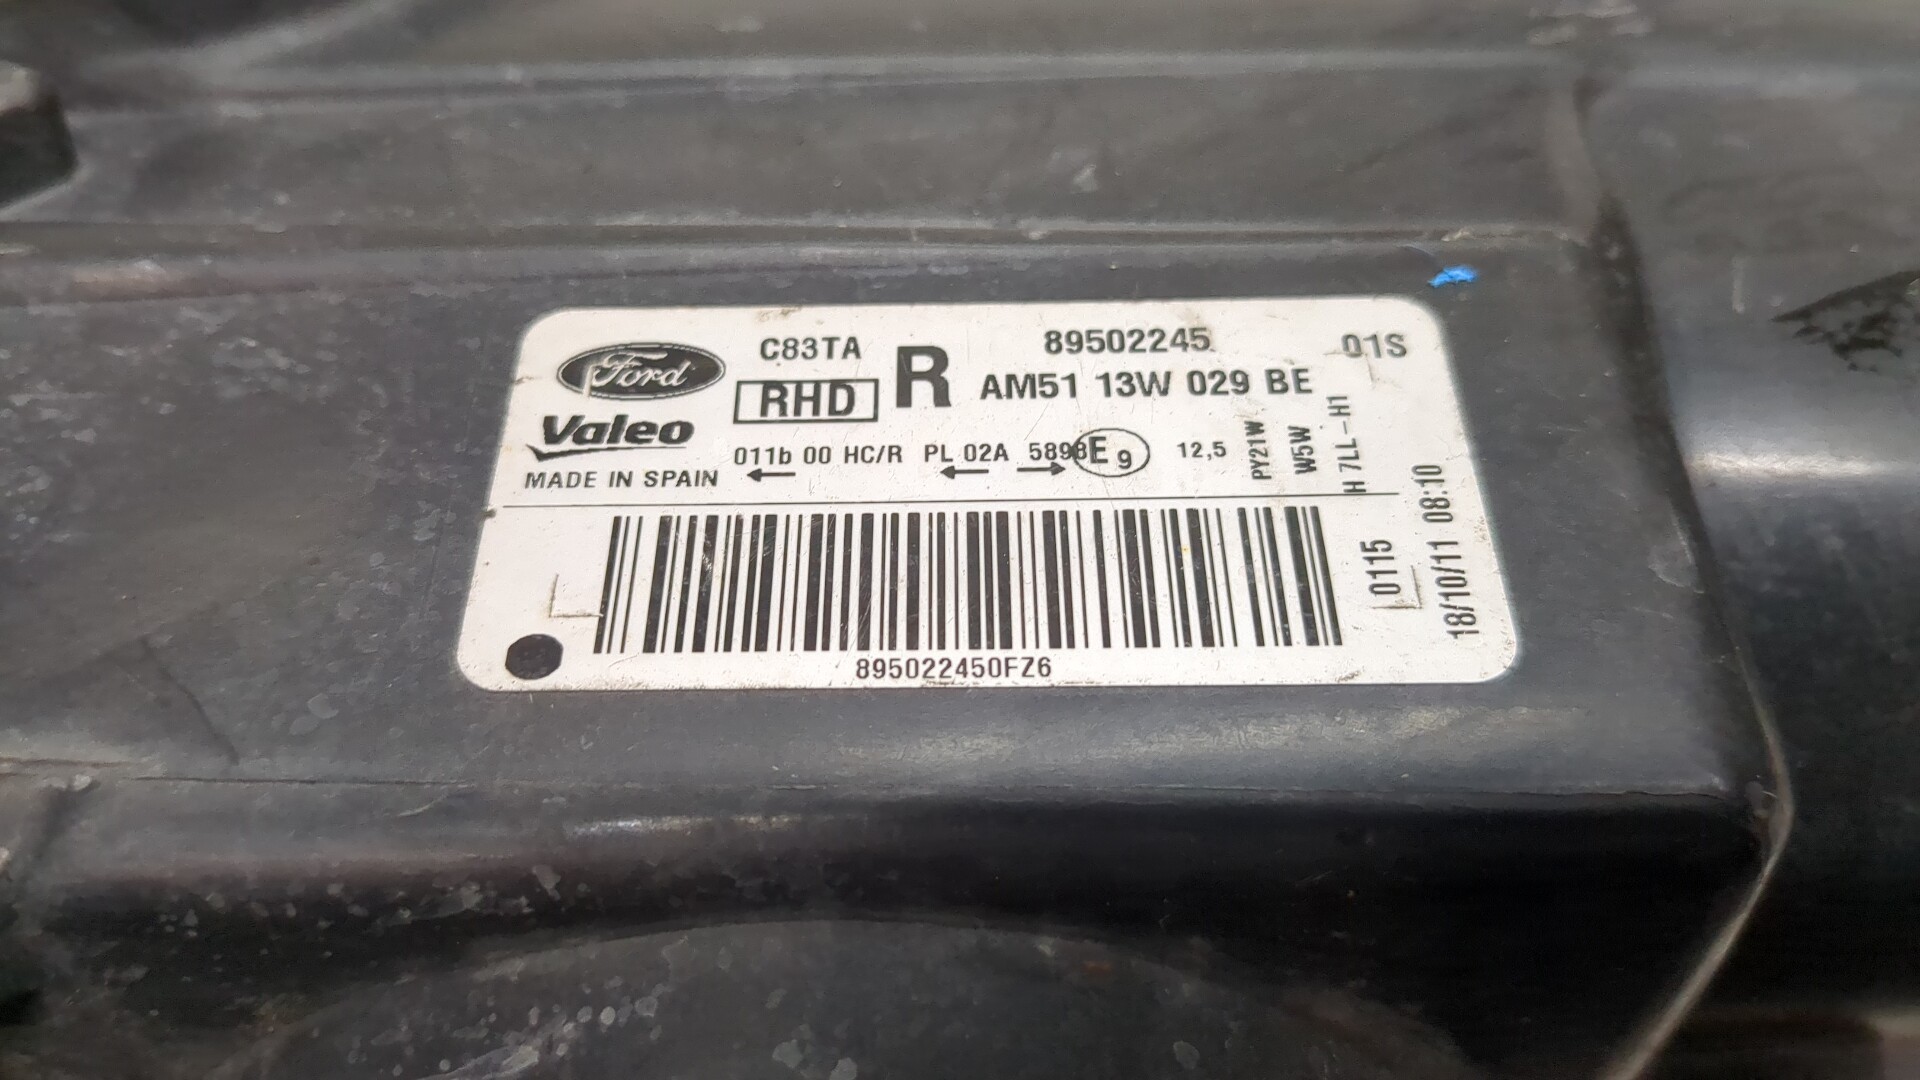 Ford
C83TA
R
89502245
01S
RHD
AM51 13W 029 BE
Valeo
011b 00 HC/R PL 02A 5898 E9 12,5
MADE IN SPAIN
PY21W
W5W
H7LL-H1
0115
18/10/11 08:10
895022450FZ6